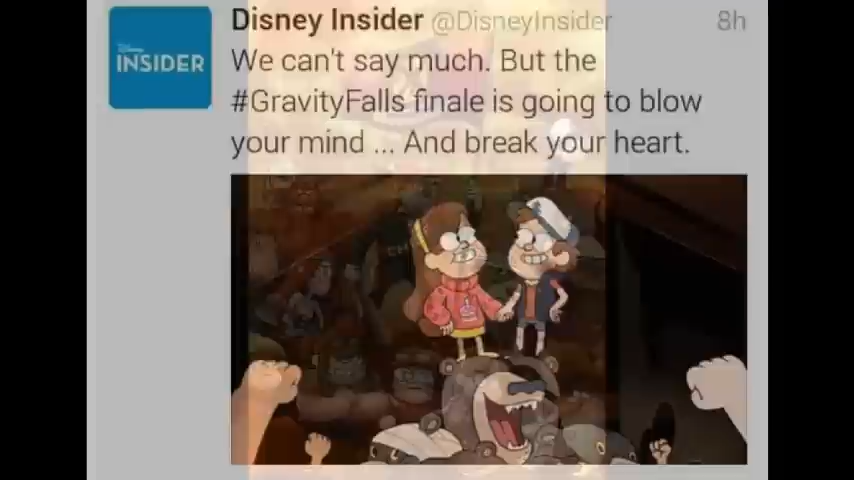 Disney Insider @DisneyInsider 8h
Disney
INSIDER
We can't say much. But the
#GravityFalls finale is going to blow
your mind ... And break your heart.